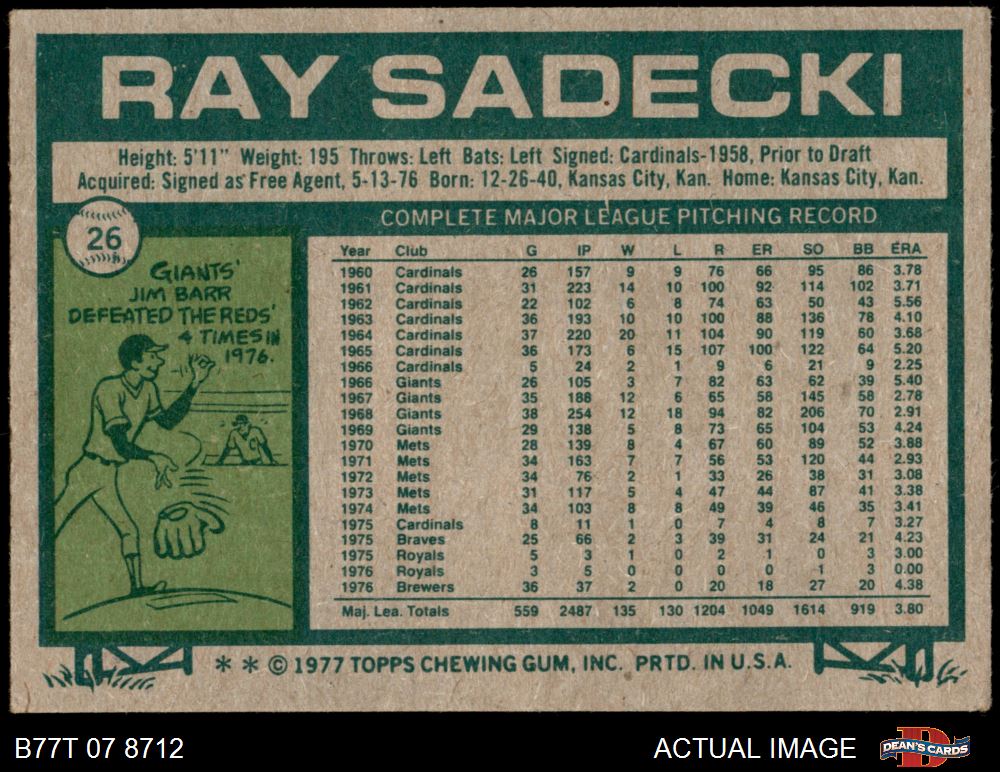 RAY SADECKI
Height: 5'11" Weight: 195 Throws: Left Bats: Left Signed: Cardinals-1958, Prior to Draft
Acquired: Signed as Free Agent, 5-13-76 Born: 12-26-40, Kansas City, Kan. Home: Kansas City, Kan.
26
GIANTS'
JIM BARR
DEFEATED THE REDS'
4 TIMES IN
1976.
COMPLETE MAJOR LEAGUE PITCHING RECORD
Year Club G IP W L R ER SO BB ERA
1960 Cardinals 26 157 9 9 76 66 95 86 3.78
1961 Cardinals 31 223 14 10 100 92 114 102 3.71
1962 Cardinals 22 102 6 8 74 63 50 43 5.56
1963 Cardinals 36 193 10 10 100 88 136 78 4.10
1964 Cardinals 37 220 20 11 104 90 119 60 3.68
1965 Cardinals 36 173 6 15 107 100 122 64 5.20
1966 Cardinals 5 24 2 1 9 6 21 9 2.25
1966 Giants 26 105 3 7 82 63 62 39 5.40
1967 Giants 35 188 12 6 65 58 145 58 2.78
1968 Giants 38 254 12 18 94 82 206 70 2.91
1969 Giants 29 138 5 8 73 65 104 53 4.24
1970 Mets 28 139 8 4 67 60 89 52 3.88
1971 Mets 34 163 7 7 56 53 120 44 2.93
1972 Mets 34 76 2 1 33 26 38 31 3.08
1973 Mets 31 117 5 4 47 44 87 41 3.38
1974 Mets 34 103 8 8 49 39 46 35 3.41
1975 Cardinals 8 11 1 0 7 4 8 7 3.27
1975 Braves 25 66 2 3 39 31 24 21 4.23
1975 Royals 5 3 1 0 2 1 0 3 3.00
1976 Royals 3 5 0 0 0 0 1 3 0.00
1976 Brewers 36 37 2 0 20 18 27 20 4.38
Maj. Lea. Totals 559 2487 135 130 1204 1049 1614 919 3.80
* * © 1977 TOPPS CHEWING GUM, INC. PRTD. IN U.S.A.
B77T 07 8712
ACTUAL IMAGE
D
DEAN'S CARDS